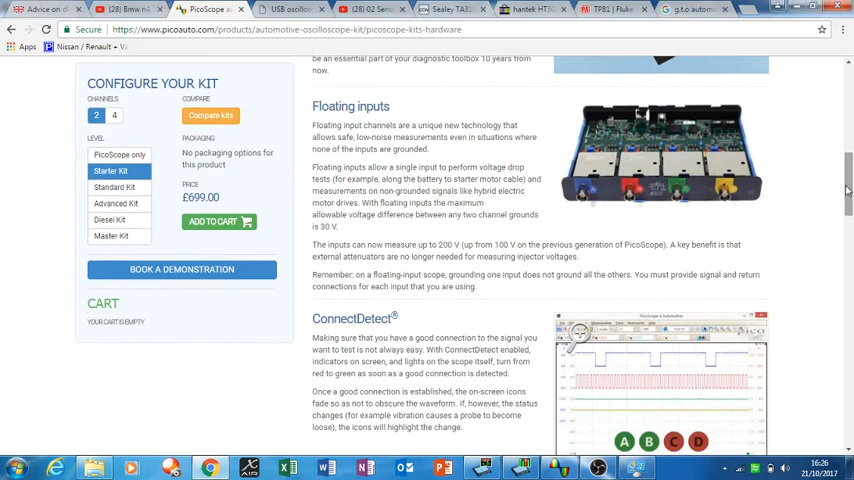 Advice on d
(28) Bmw n4
PicoScope a
USB oscillos
(28) 02 Sens
Sealey TA31
hantek HT30
TP81 | Fluke
g.t.o autom
Secure | https://www.picoauto.com/products/automotive-oscilloscope-kit/picoscope-kits-hardware
Apps
Nissan / Renault + Va
CONFIGURE YOUR KIT
CHANNELS
2 4
COMPARE
Compare kits
LEVEL
PicoScope only
Starter Kit
Standard Kit
Advanced Kit
Diesel Kit
Master Kit
PACKAGING
No packaging options for
this product
PRICE
£699.00
ADD TO CART
BOOK A DEMONSTRATION
CART
YOUR CART IS EMPTY
be an essential part of your diagnostic toolbox 10 years from
now.
Floating inputs
Floating input channels are a unique new technology that
allows safe, low-noise measurements even in situations where
none of the inputs are grounded.
Floating inputs allow a single input to perform voltage drop
tests (for example, along the battery to starter motor cable) and
measurements on non-grounded signals like hybrid electric
motor drives. With floating inputs the maximum
allowable voltage difference between any two channel grounds
is 30 V.
The inputs can now measure up to 200 V (up from 100 V on the previous generation of PicoScope). A key benefit is that
external attenuators are no longer needed for measuring injector voltages.
Remember: on a floating-input scope, grounding one input does not ground all the others. You must provide signal and return
connections for each input that you are using.
ConnectDetect®
Making sure that you have a good connection to the signal you
want to test is not always easy. With ConnectDetect enabled,
indicators on screen, and lights on the scope itself, turn from
red to green as soon as a good connection is detected.
Once a good connection is established, the on-screen icons
fade so as not to obscure the waveform. If, however, the status
changes (for example vibration causes a probe to become
loose), the icons will highlight the change.
A B C D
16:26
21/10/2017